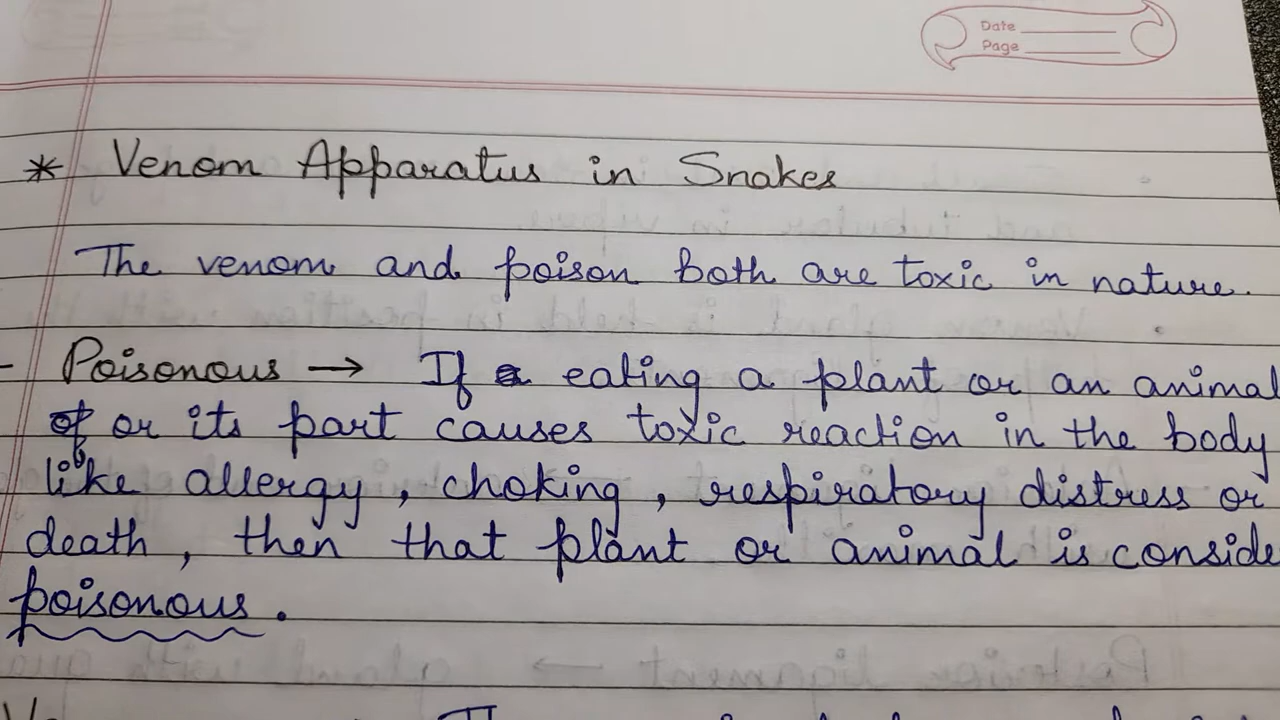 Date
Page
* Venom Apparatus in Snakes
The venom and poison both are toxic in nature.
- Poisonous → If eating a plant or an animal
or its part causes toxic reaction in the body
like allergy, choking, respiratory distress or
death, then that plant or animal is conside
poisonous.